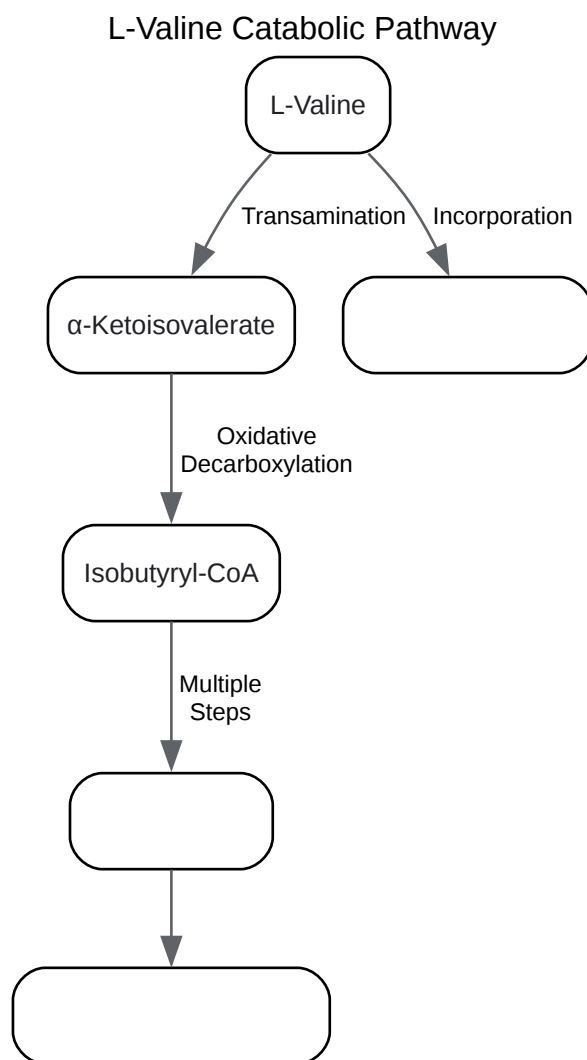 L-Valine Catabolic Pathway
L-Valine
Transamination
Incorporation
α-Ketoisovalerate
Oxidative
Decarboxylation
Isobutyryl-CoA
Multiple
Steps